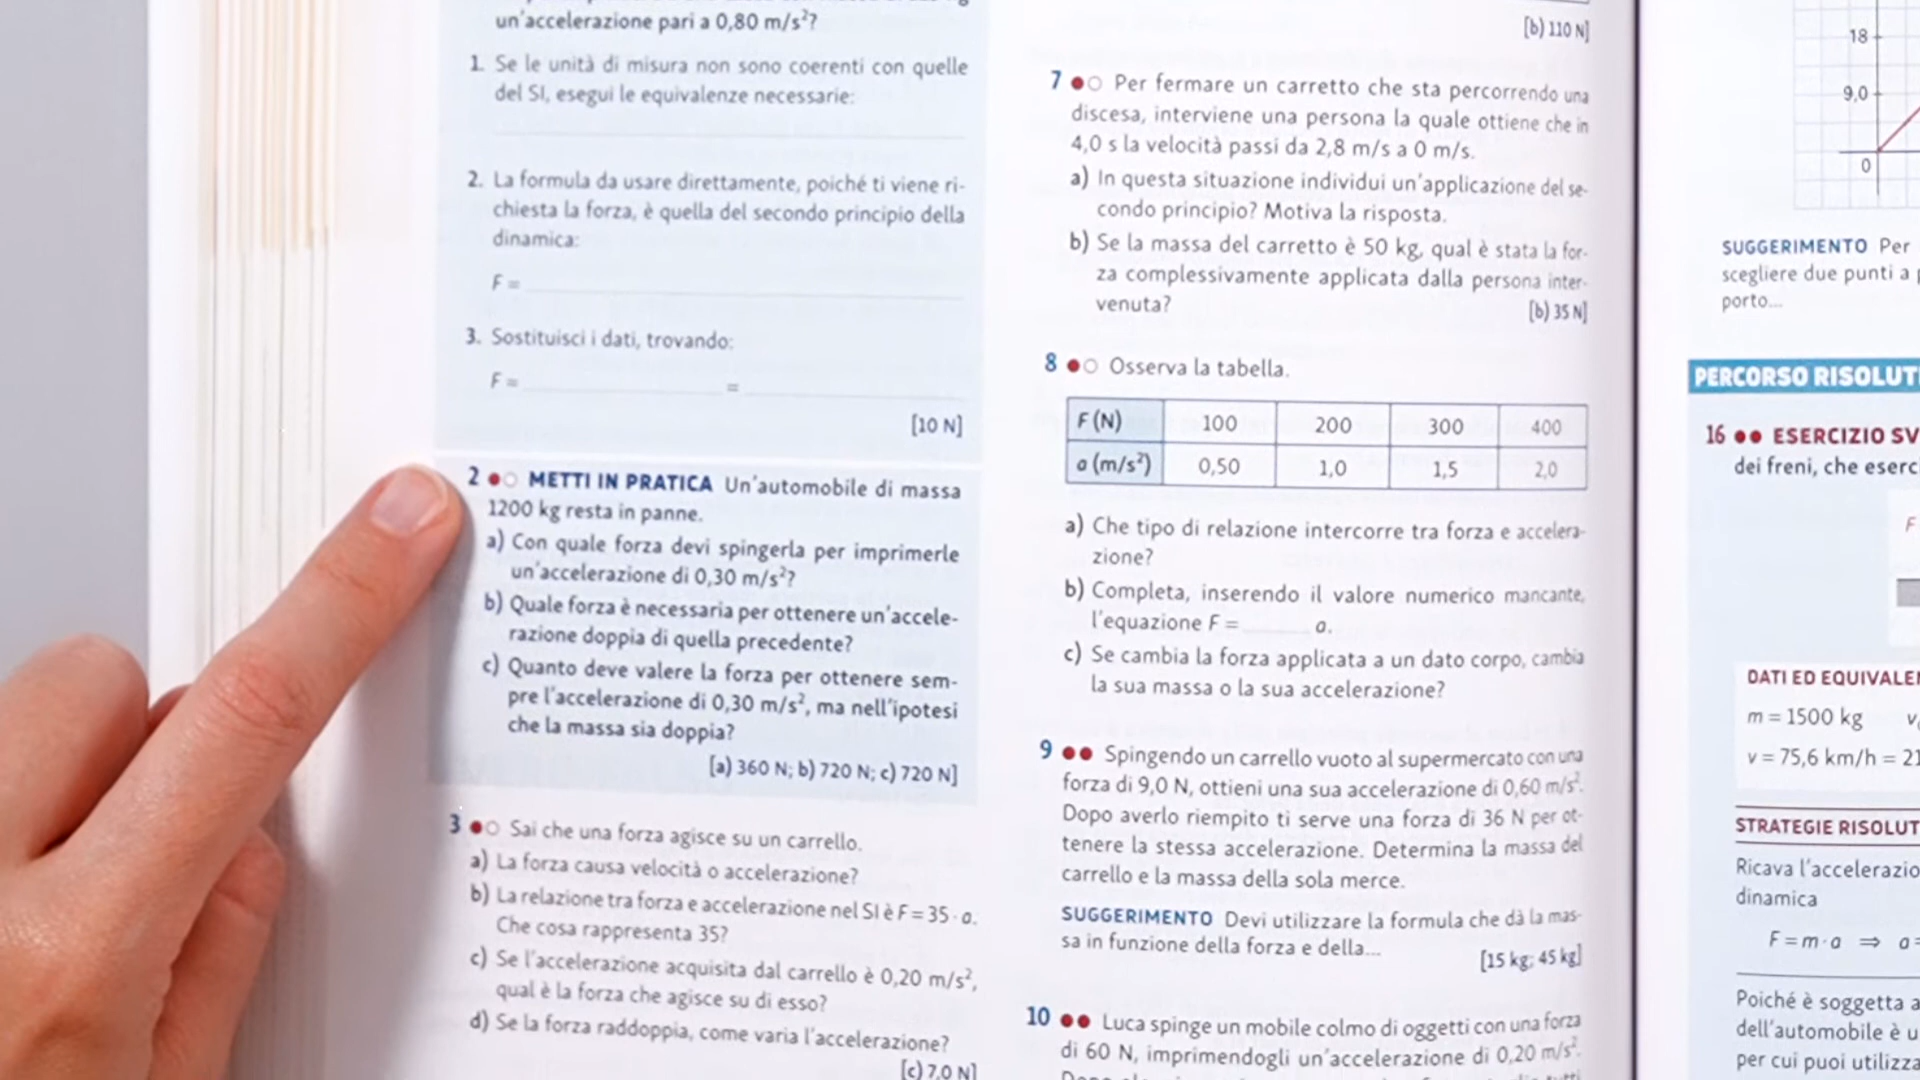 un'accelerazione pari a 0,80 m/s²?
1. Se le unità di misura non sono coerenti con quelle
del SI, esegui le equivalenze necessarie:
2. La formula da usare direttamente, poiché ti viene ri-
chiesta la forza, è quella del secondo principio della
dinamica:
F =
3. Sostituisci i dati, trovando:
F = =
[10 N]
2 METTI IN PRATICA Un'automobile di massa
1200 kg resta in panne.
a) Con quale forza devi spingerla per imprimerle
un'accelerazione di 0,30 m/s²?
b) Quale forza è necessaria per ottenere un'accele-
razione doppia di quella precedente?
c) Quanto deve valere la forza per ottenere sem-
pre l'accelerazione di 0,30 m/s², ma nell'ipotesi
che la massa sia doppia?
[a) 360 N; b) 720 N; c) 720 N]
3 Sai che una forza agisce su un carrello.
a) La forza causa velocità o accelerazione?
b) La relazione tra forza e accelerazione nel SI è F = 35 · a.
Che cosa rappresenta 35?
c) Se l'accelerazione acquisita dal carrello è 0,20 m/s²,
qual è la forza che agisce su di esso?
d) Se la forza raddoppia, come varia l'accelerazione?
[c) 7,0 N]
[b) 110 N]
7 Per fermare un carretto che sta percorrendo una
discesa, interviene una persona la quale ottiene che in
4,0 s la velocità passi da 2,8 m/s a 0 m/s.
a) In questa situazione individui un'applicazione del se-
condo principio? Motiva la risposta.
b) Se la massa del carretto è 50 kg, qual è stata la for-
za complessivamente applicata dalla persona inter-
venuta?
[b) 35 N]
8 Osserva la tabella.
F (N) 100 200 300 400
a (m/s²) 0,50 1,0 1,5 2,0
a) Che tipo di relazione intercorre tra forza e accelera-
zione?
b) Completa, inserendo il valore numerico mancante,
l'equazione F = ______ a.
c) Se cambia la forza applicata a un dato corpo, cambia
la sua massa o la sua accelerazione?
9 Spingendo un carrello vuoto al supermercato con una
forza di 9,0 N, ottieni una sua accelerazione di 0,60 m/s².
Dopo averlo riempito ti serve una forza di 36 N per ot-
tenere la stessa accelerazione. Determina la massa del
carrello e la massa della sola merce.
SUGGERIMENTO Devi utilizzare la formula che dà la mas-
sa in funzione della forza e della...
[15 kg; 45 kg]
10 Luca spinge un mobile colmo di oggetti con una forza
di 60 N, imprimendogli un'accelerazione di 0,20 m/s².
18
9,0
0
SUGGERIMENTO Per
scegliere due punti a
porto...
PERCORSO RISOLUT
16 ESERCIZIO SV
dei freni, che eserc
F
DATI ED EQUIVALE
m = 1500 kg
v = 75,6 km/h = 21
STRATEGIE RISOLUT
Ricava l'accelerazio
dinamica
F = m · a ⇒ a =
Poiché è soggetta a
dell'automobile è u
per cui puoi utilizza